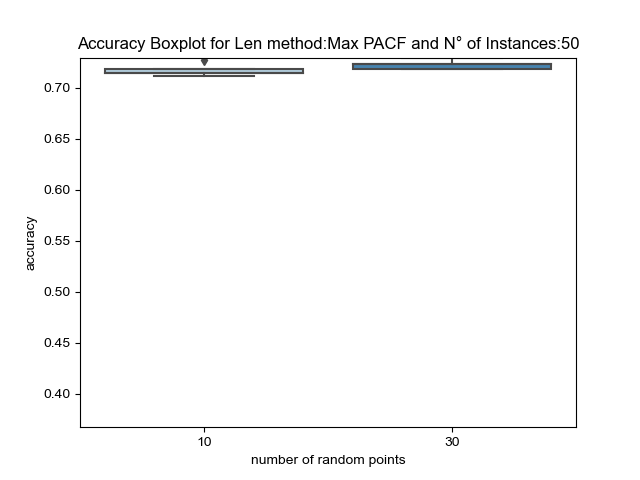 Accuracy Boxplot for Len method:Max PACF and N° of Instances:50
0.70
0.65
0.60
0.55
0.50
0.45
0.40
accuracy
10 30
number of random points